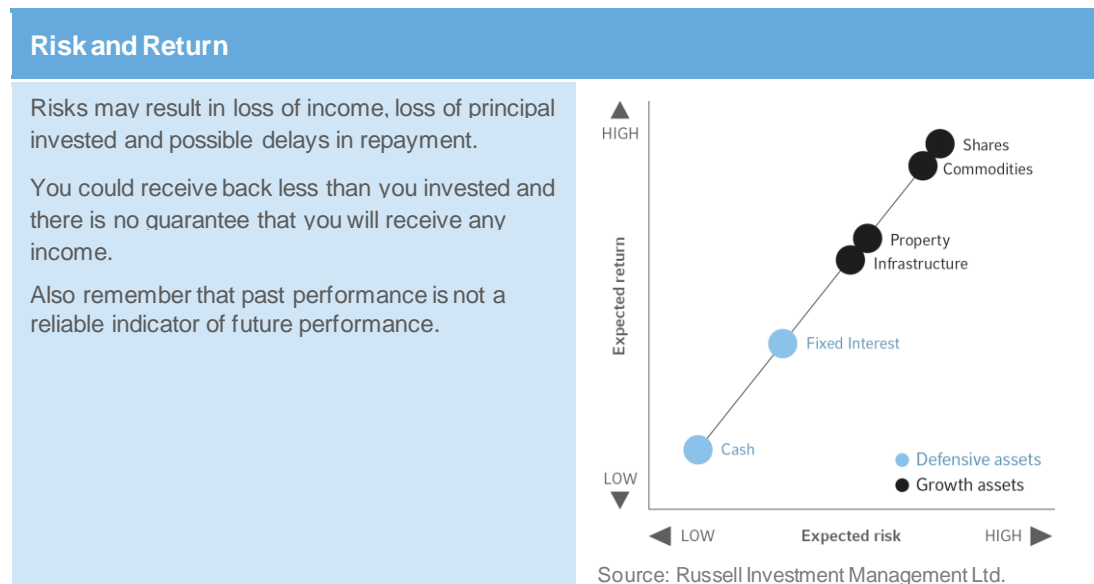 Risk and Return
Risks may result in loss of income, loss of principal
invested and possible delays in repayment.
You could receive back less than you invested and
there is no guarantee that you will receive any
income.
Also remember that past performance is not a
reliable indicator of future performance.
HIGH
Shares
Commodities
Property
Infrastructure
Expected return
Fixed Interest
Cash
Defensive assets
LOW
Growth assets
LOW
Expected risk
HIGH
Source: Russell Investment Management Ltd.